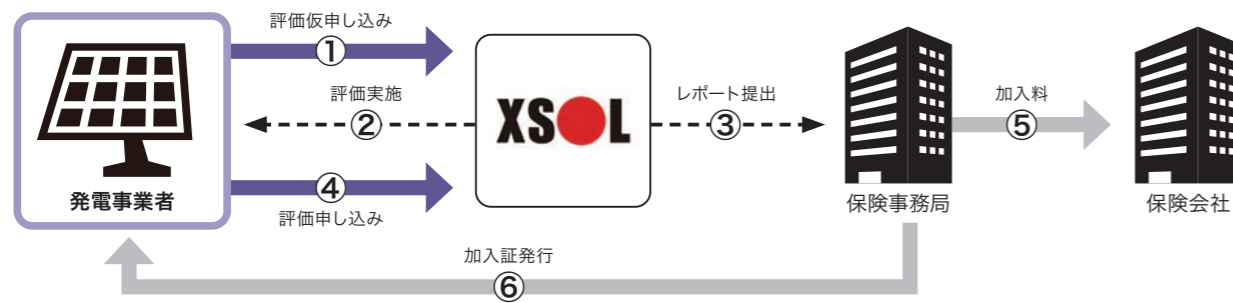 評価仮申し込み
①
評価実施
②
XSOL
レポート提出
③
加入料
⑤
④
発電事業者
評価申し込み
保険事務局
保険会社
加入証発行
⑥